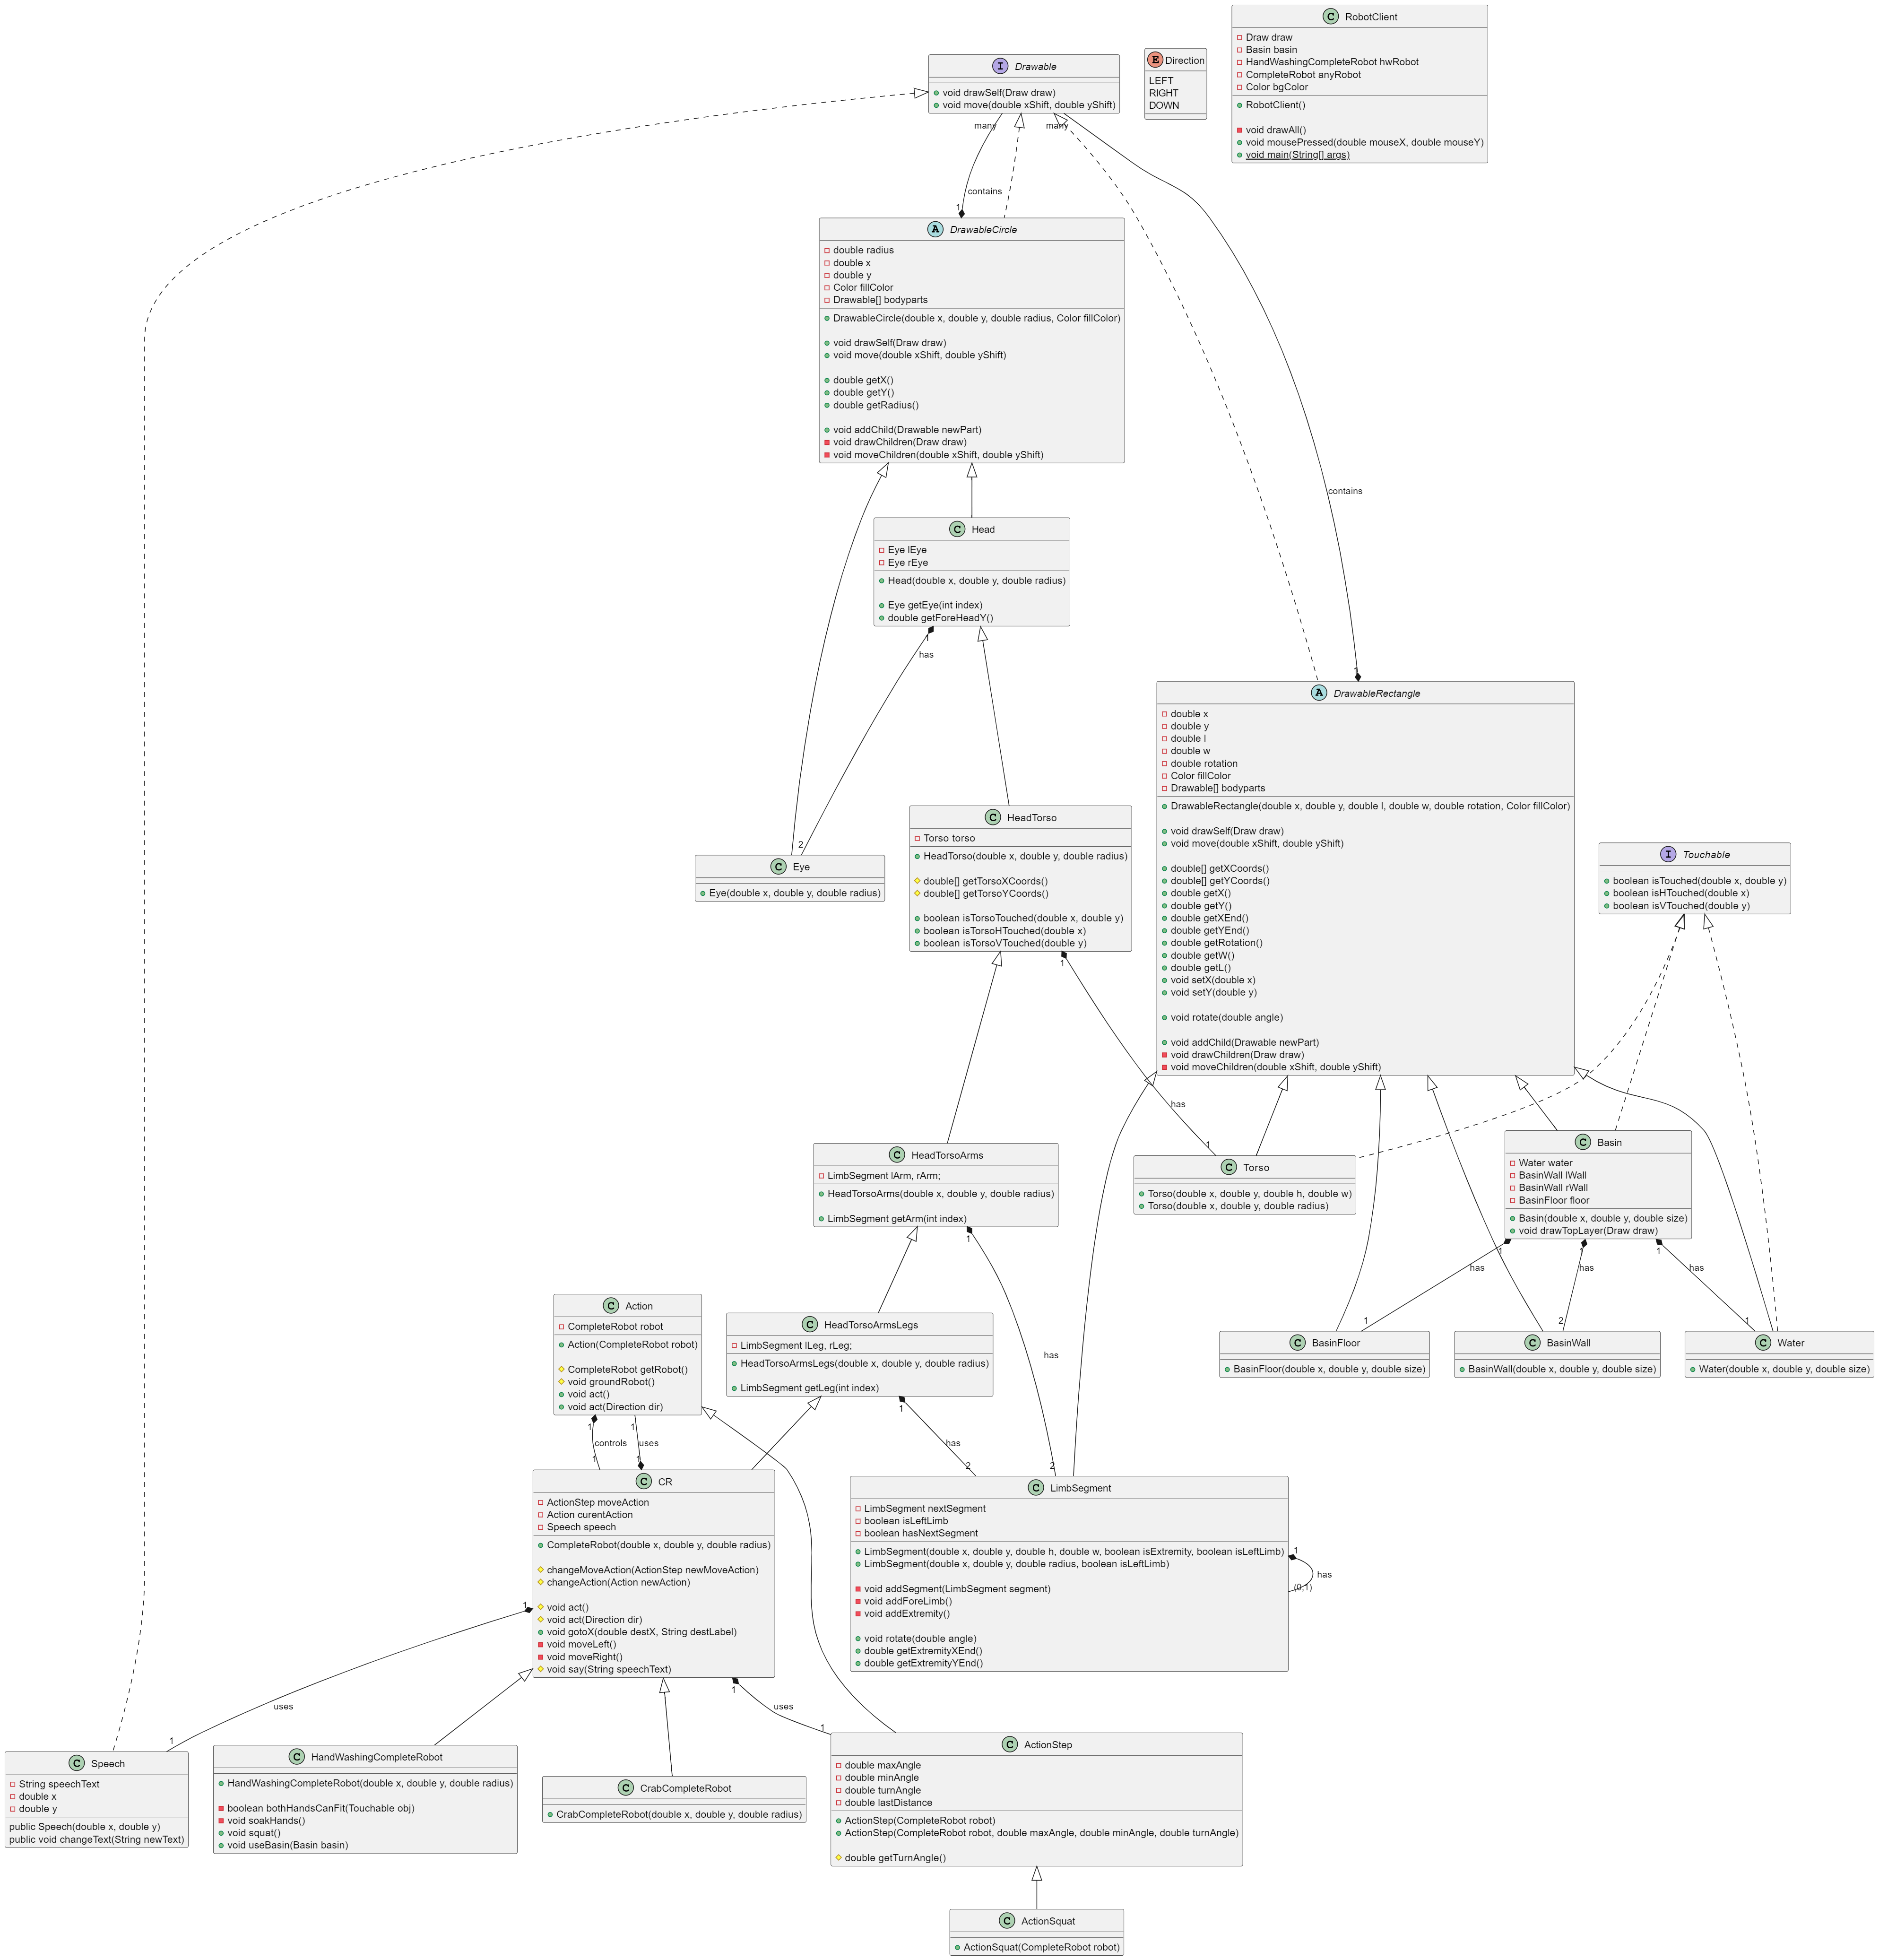 RobotClient
Draw draw
Basin basin
HandWashingCompleteRobot hwRobot
CompleteRobot anyRobot
Color bgColor
RobotClient()
void drawAll()
void mousePressed(double mouseX, double mouseY)
void main(String[] args)
Direction
LEFT
RIGHT
DOWN
Drawable
void drawSelf(Draw draw)
void move(double xShift, double yShift)
many
many
contains
1
DrawableCircle
double radius
double x
double y
Color fillColor
Drawable[] bodyparts
DrawableCircle(double x, double y, double radius, Color fillColor)
void drawSelf(Draw draw)
void move(double xShift, double yShift)
double getX()
double getY()
double getRadius()
void addChild(Drawable newPart)
void drawChildren(Draw draw)
void moveChildren(double xShift, double yShift)
contains
Head
Eye lEye
Eye rEye
Head(double x, double y, double radius)
Eye getEye(int index)
double getForeHeadY()
1
has
2
1
DrawableRectangle
double x
double y
double l
double w
double rotation
Color fillColor
Drawable[] bodyparts
DrawableRectangle(double x, double y, double l, double w, double rotation, Color fillColor)
void drawSelf(Draw draw)
void move(double xShift, double yShift)
double[] getXCoords()
double[] getYCoords()
double getX()
double getY()
double getXEnd()
double getYEnd()
double getRotation()
double getW()
double getL()
void setX(double x)
void setY(double y)
void rotate(double angle)
void addChild(Drawable newPart)
void drawChildren(Draw draw)
void moveChildren(double xShift, double yShift)
HeadTorso
Torso torso
HeadTorso(double x, double y, double radius)
double[] getTorsoXCoords()
double[] getTorsoYCoords()
boolean isTorsoTouched(double x, double y)
boolean isTorsoHTouched(double x)
boolean isTorsoVTouched(double y)
1
has
1
Eye
Eye(double x, double y, double radius)
Touchable
boolean isTouched(double x, double y)
boolean isHTouched(double x)
boolean isVTouched(double y)
HeadTorsoArms
LimbSegment lArm, rArm;
HeadTorsoArms(double x, double y, double radius)
LimbSegment getArm(int index)
1
has
2
Torso
Torso(double x, double y, double h, double w)
Torso(double x, double y, double radius)
Basin
Water water
BasinWall lWall
BasinWall rWall
BasinFloor floor
Basin(double x, double y, double size)
void drawTopLayer(Draw draw)
1
1
1
has
has
has
1
2
1
BasinFloor
BasinFloor(double x, double y, double size)
BasinWall
BasinWall(double x, double y, double size)
Water
Water(double x, double y, double size)
Action
CompleteRobot robot
Action(CompleteRobot robot)
CompleteRobot getRobot()
void groundRobot()
void act()
void act(Direction dir)
1
1
controls
uses
1
1
HeadTorsoArmsLegs
LimbSegment lLeg, rLeg;
HeadTorsoArmsLegs(double x, double y, double radius)
LimbSegment getLeg(int index)
1
has
2
CR
ActionStep moveAction
Action curentAction
Speech speech
CompleteRobot(double x, double y, double radius)
changeMoveAction(ActionStep newMoveAction)
changeAction(Action newAction)
void act()
void act(Direction dir)
void gotoX(double destX, String destLabel)
void moveLeft()
void moveRight()
void say(String speechText)
1
uses
1
1
uses
1
LimbSegment
LimbSegment nextSegment
boolean isLeftLimb
boolean hasNextSegment
LimbSegment(double x, double y, double h, double w, boolean isExtremity, boolean isLeftLimb)
LimbSegment(double x, double y, double radius, boolean isLeftLimb)
void addSegment(LimbSegment segment)
void addForeLimb()
void addExtremity()
void rotate(double angle)
double getExtremityXEnd()
double getExtremityYEnd()
1
has
(0,1)
Speech
String speechText
double x
double y
public Speech(double x, double y)
public void changeText(String newText)
HandWashingCompleteRobot
HandWashingCompleteRobot(double x, double y, double radius)
boolean bothHandsCanFit(Touchable obj)
void soakHands()
void squat()
void useBasin(Basin basin)
CrabCompleteRobot
CrabCompleteRobot(double x, double y, double radius)
ActionStep
double maxAngle
double minAngle
double turnAngle
double lastDistance
ActionStep(CompleteRobot robot)
ActionStep(CompleteRobot robot, double maxAngle, double minAngle, double turnAngle)
double getTurnAngle()
ActionSquat
ActionSquat(CompleteRobot robot)